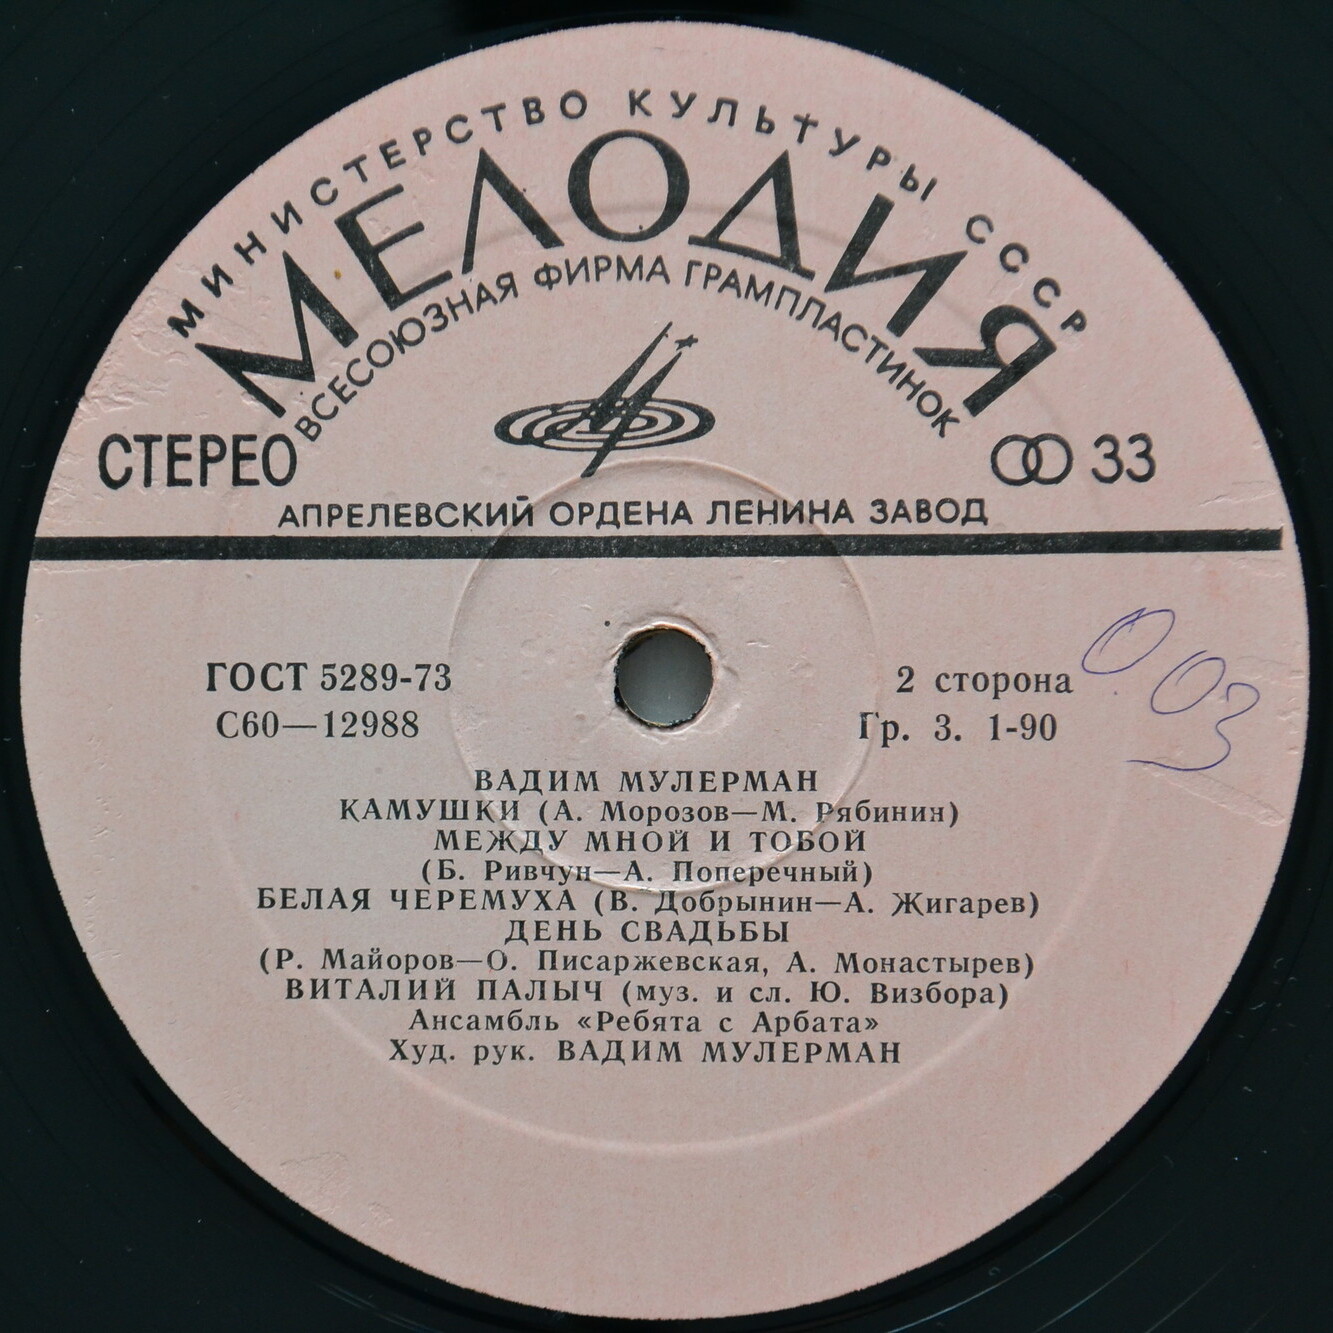 МИНИСТЕРСТВО КУЛЬТУРЫ СССР
МЕЛОДИЯ
ВСЕСОЮЗНАЯ ФИРМА ГРАМПЛАСТИНОК
СТЕРЕО
33
АПРЕЛЕВСКИЙ ОРДЕНА ЛЕНИНА ЗАВОД
ГОСТ 5289-73
2 сторона
003
С60—12988
Гр. 3. 1-90
ВАДИМ МУЛЕРМАН
КАМУШКИ (А. Морозов—М. Рябинин)
МЕЖДУ МНОЙ И ТОБОЙ
(Б. Ривчун—А. Поперечный)
БЕЛАЯ ЧЕРЕМУХА (В. Добрынин—А. Жигарев)
ДЕНЬ СВАДЬБЫ
(Р. Майоров—О. Писаржевская, А. Монастырев)
ВИТАЛИЙ ПАЛЫЧ (муз. и сл. Ю. Визбора)
Ансамбль «Ребята с Арбата»
Худ. рук. ВАДИМ МУЛЕРМАН